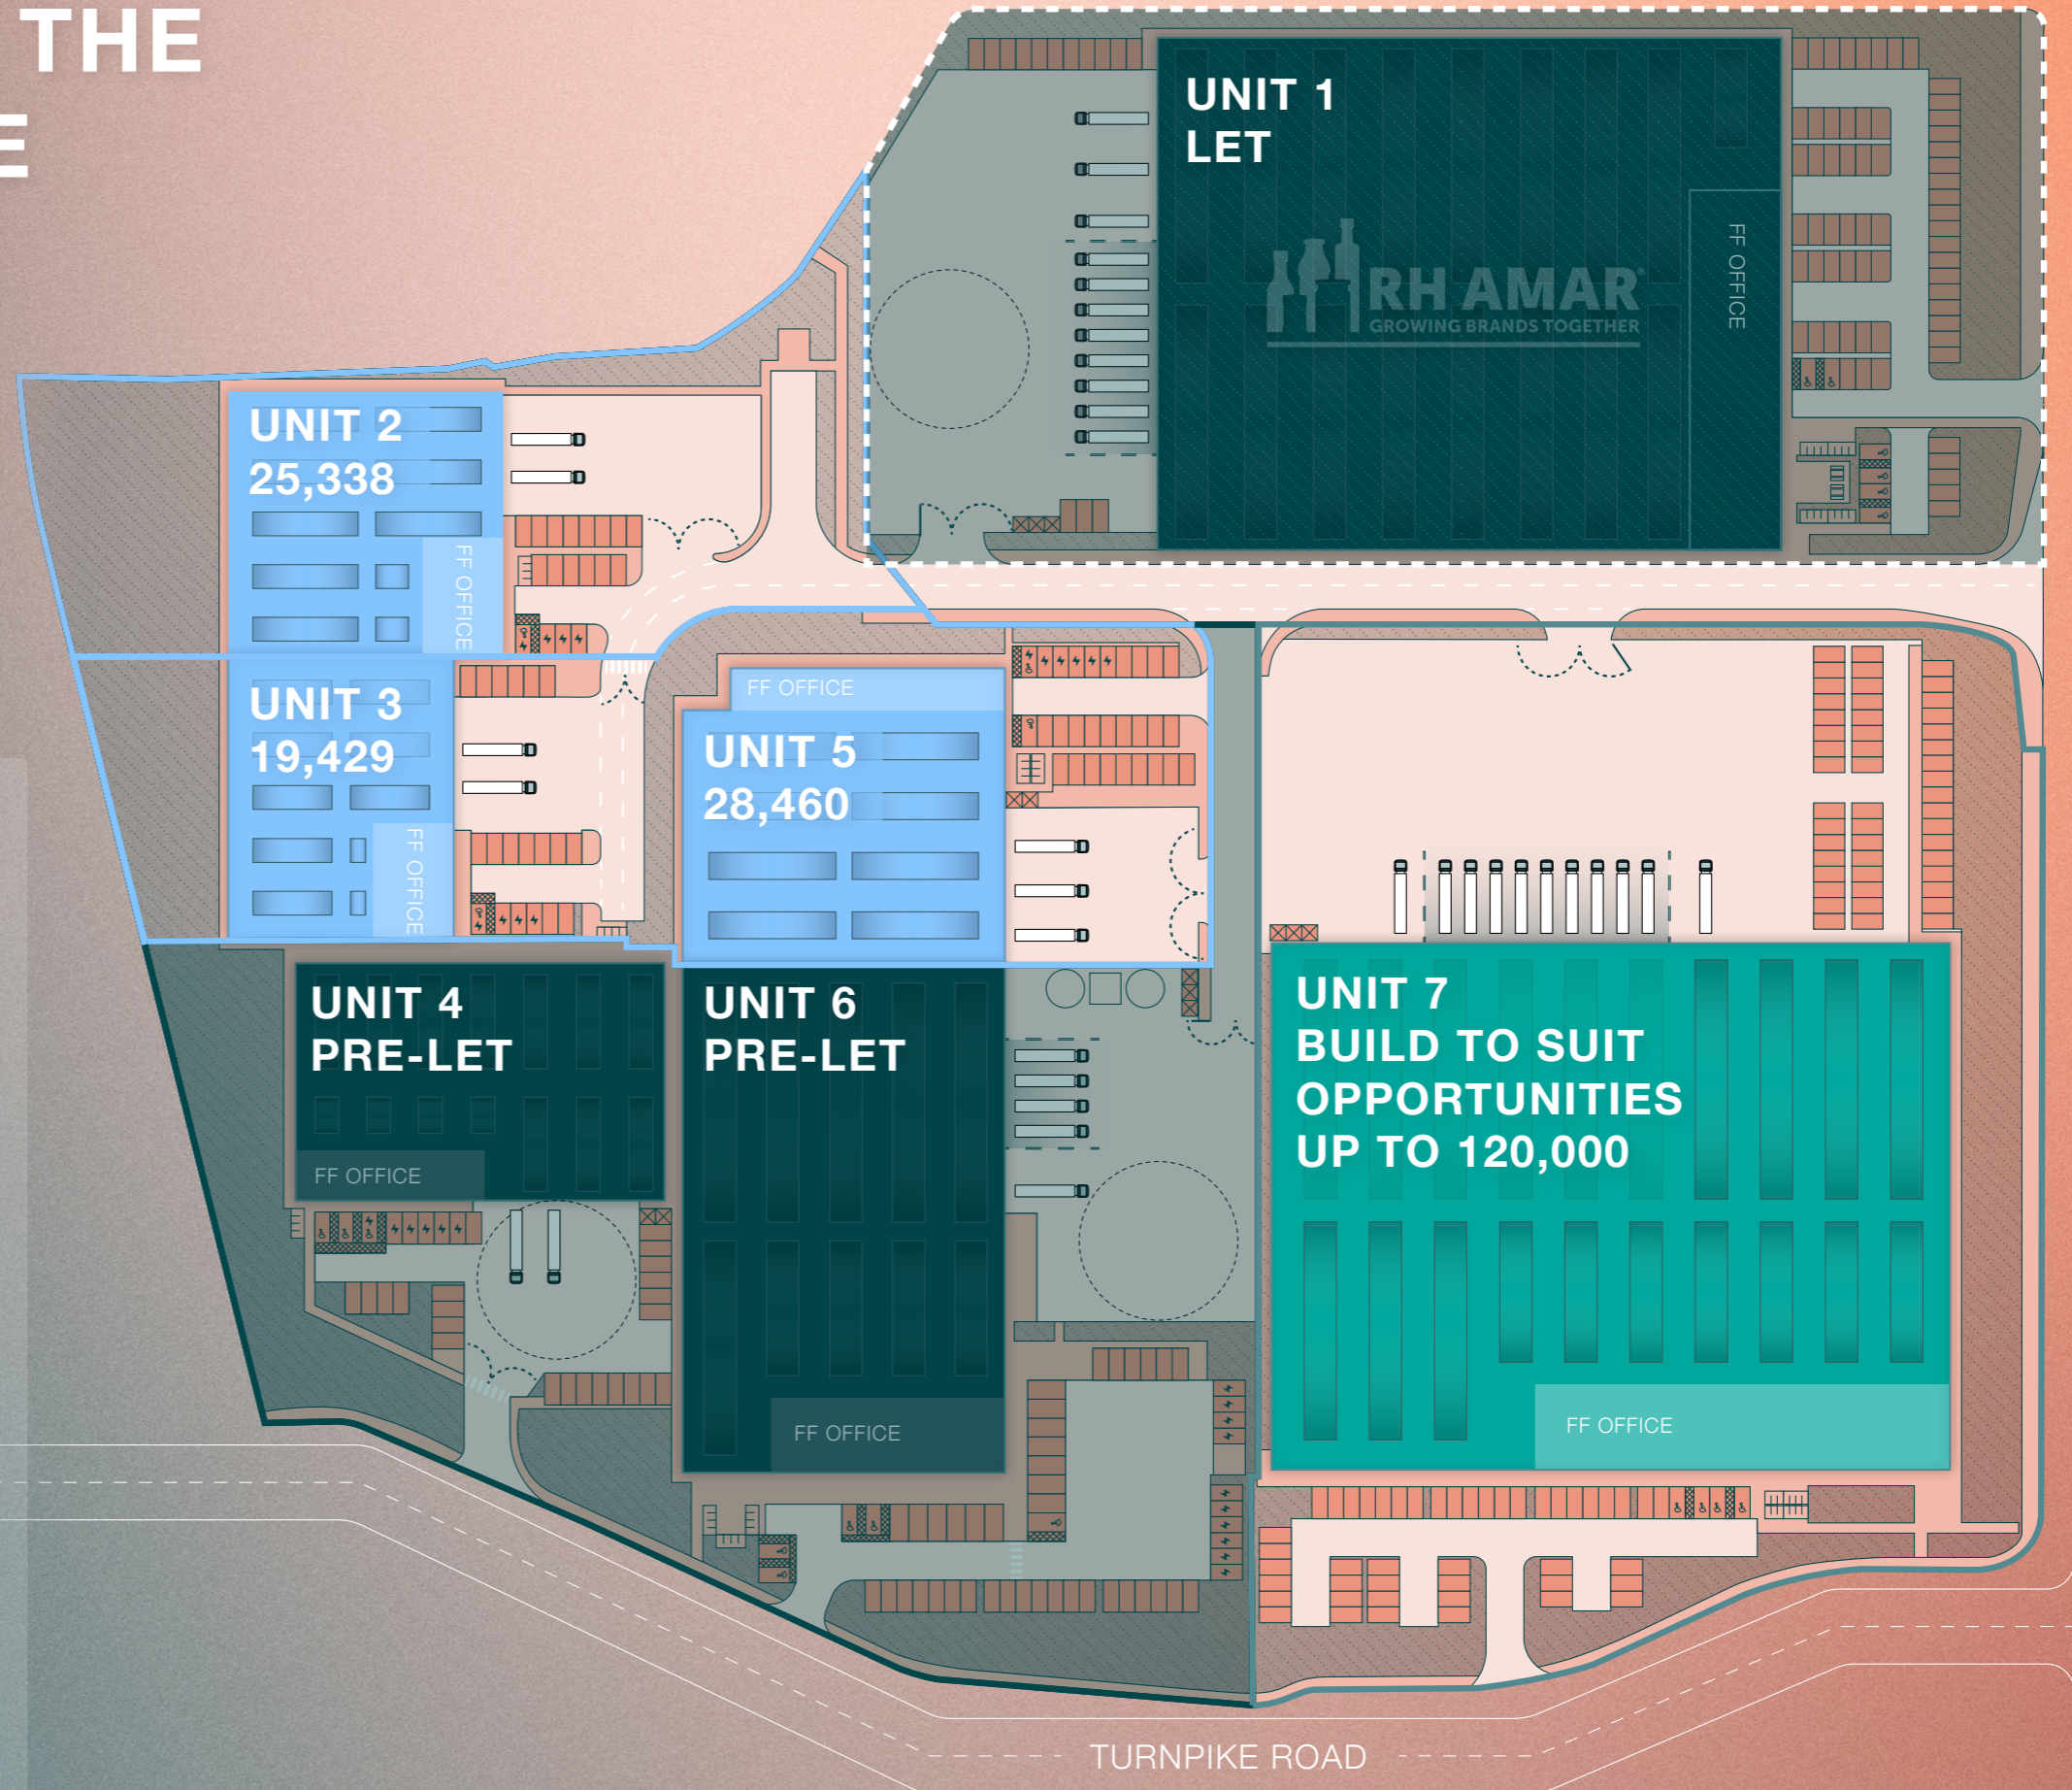 THE
E
UNIT 1
LET
RH AMAR®
GROWING BRANDS TOGETHER
FF OFFICE
UNIT 2
25,338
FF OFFICE
UNIT 3
19,429
FF OFFICE
FF OFFICE
UNIT 5
28,460
UNIT 4
PRE-LET
FF OFFICE
UNIT 6
PRE-LET
FF OFFICE
UNIT 7
BUILD TO SUIT
OPPORTUNITIES
UP TO 120,000
FF OFFICE
TURNPIKE ROAD